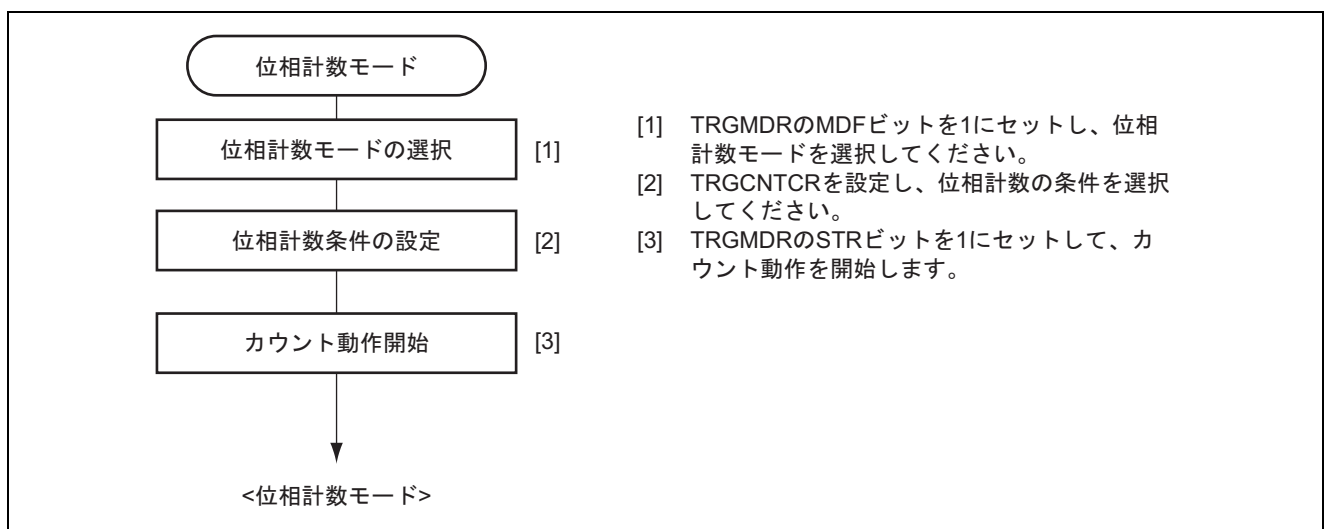 位相計数モード
位相計数モードの選択 [1]
位相計数条件の設定 [2]
カウント動作開始 [3]
<位相計数モード>
[1] TRGMDRのMDFビットを1にセットし、位相
計数モードを選択してください。
[2] TRGCNTCRを設定し、位相計数の条件を選択
してください。
[3] TRGMDRのSTRビットを1にセットして、カ
ウント動作を開始します。